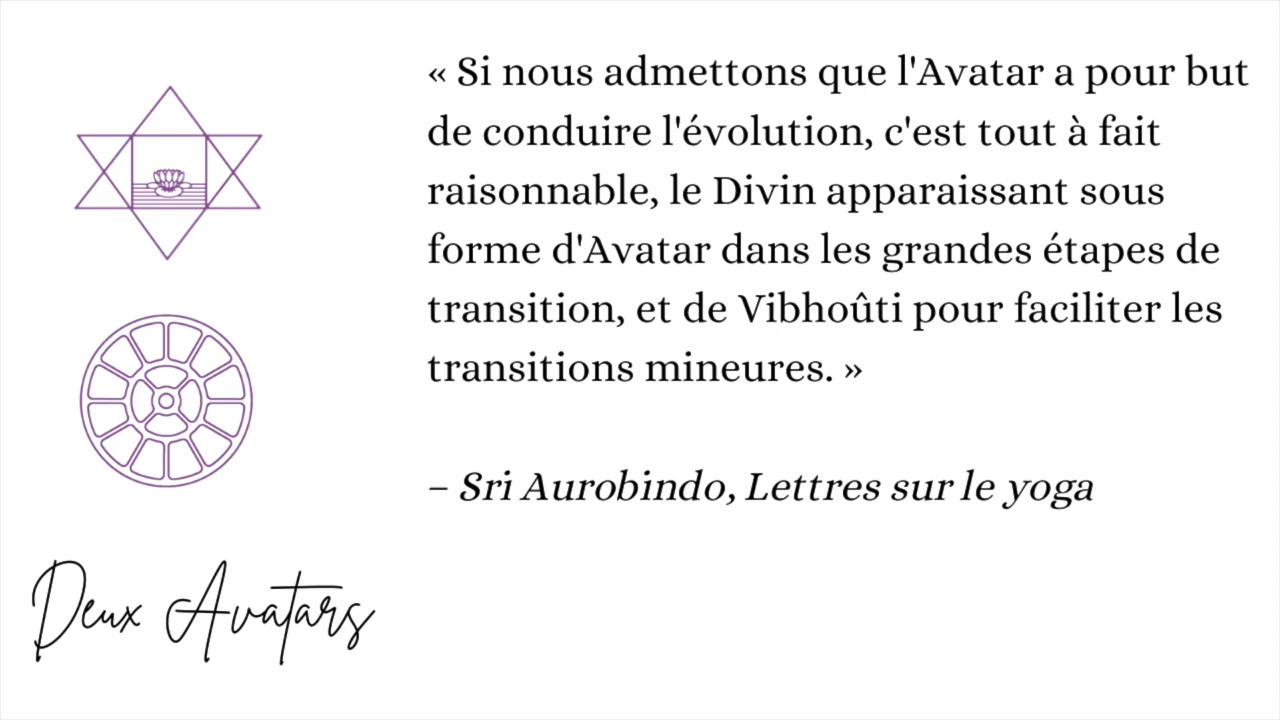 « Si nous admettons que l'Avatar a pour but
de conduire l'évolution, c'est tout à fait
raisonnable, le Divin apparaissant sous
forme d'Avatar dans les grandes étapes de
transition, et de Vibhoûti pour faciliter les
transitions mineures. »
– Sri Aurobindo, Lettres sur le yoga
Deux Avatars